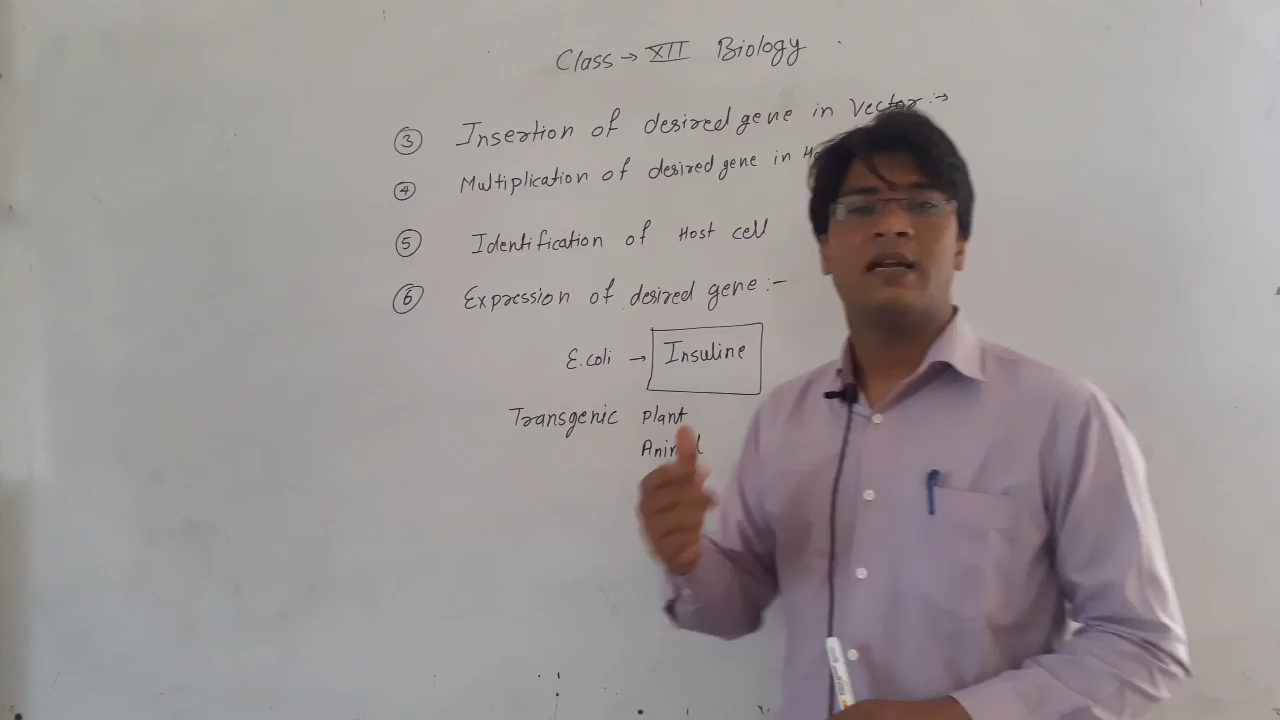 Class → XII Biology
③ Insertion of desired gene in Vector :→
④ Multiplication of desired gene in
⑤ Identification of Host cell
⑥ Expression of desired gene :-
E.coli → Insuline
Transgenic Plant
Animal